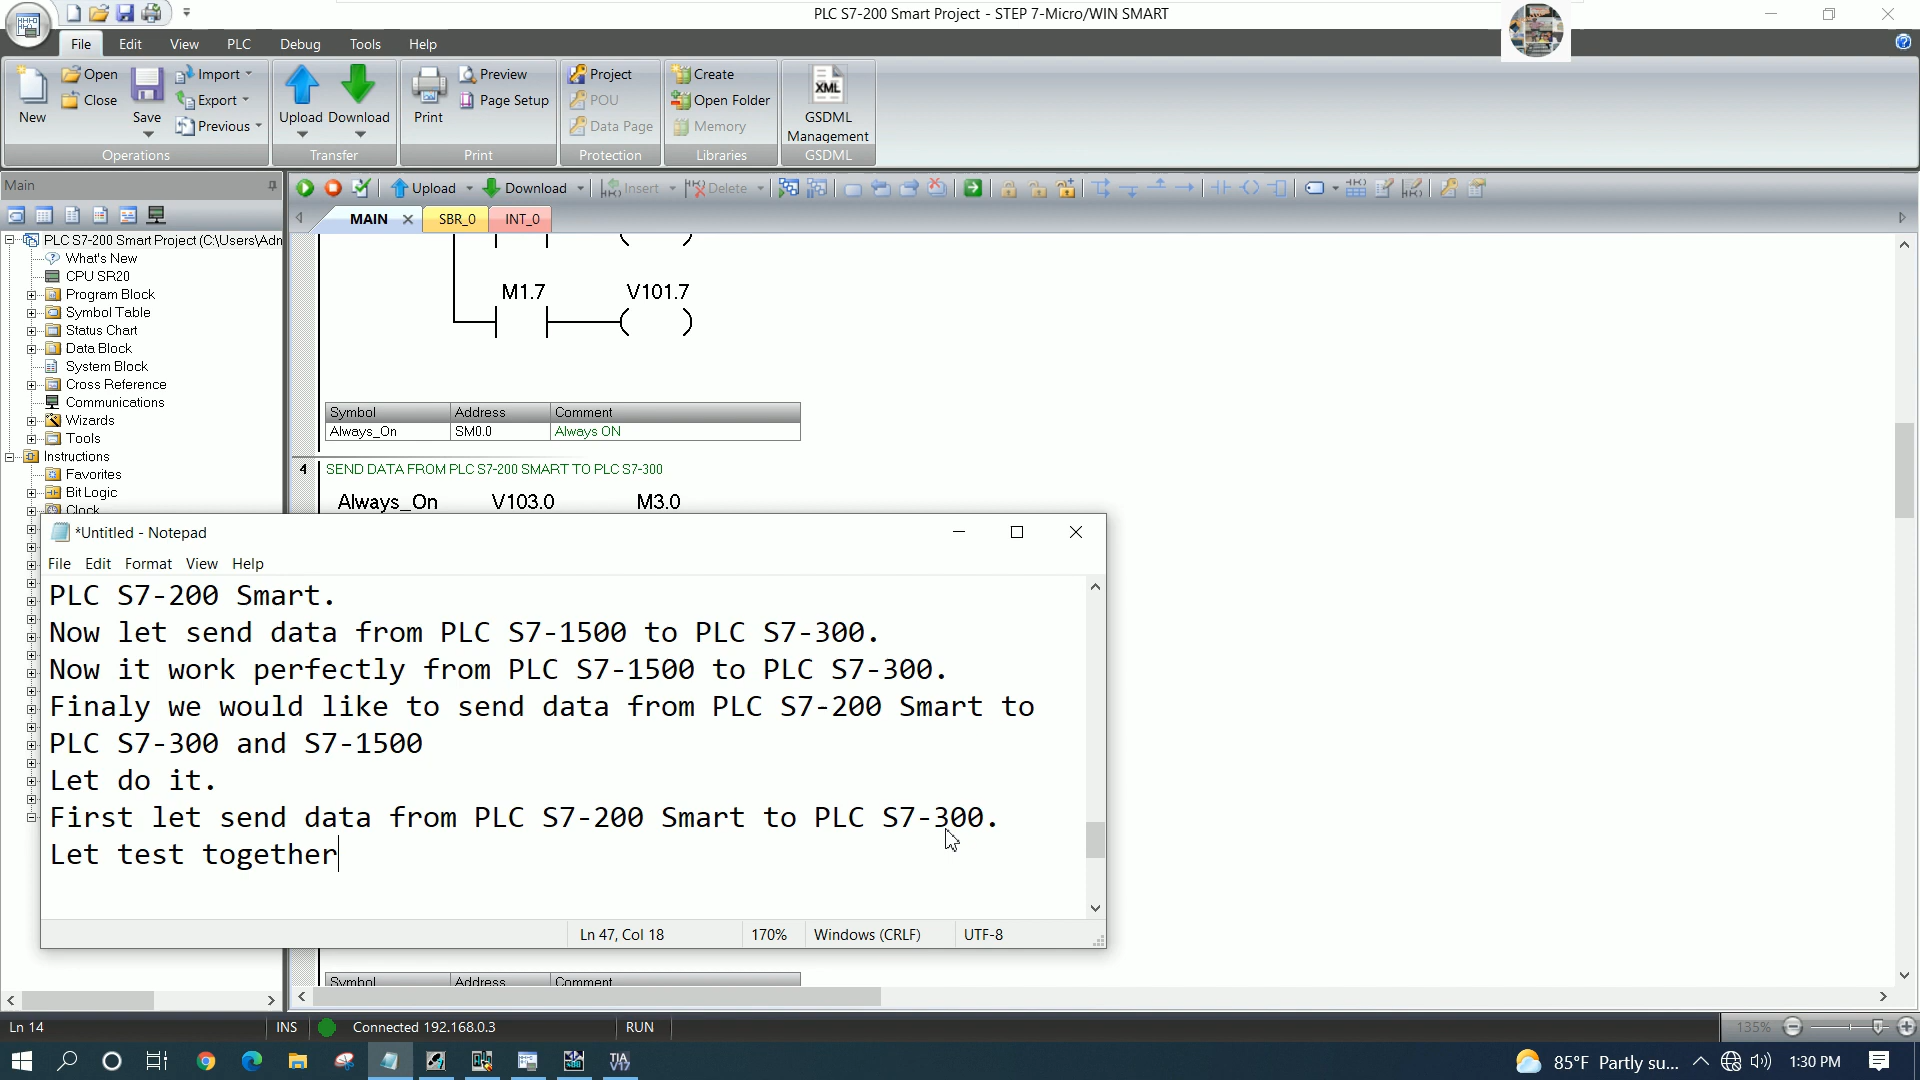 PLC S7-200 Smart Project - STEP 7-Micro/WIN SMART
File Edit View PLC Debug Tools Help
New
Open
Close
Save
Import
Export
Previous
Operations
Upload
Download
Transfer
Print
Preview
Page Setup
Print
Project
POU
Data Page
Protection
Create
Open Folder
Memory
Libraries
XML
GSDML
Management
GSDML
Main
Upload Download Insert Delete
MAIN SBR_0 INT_0
PLC S7-200 Smart Project (C:\Users\Adn
What's New
CPU SR20
Program Block
Symbol Table
Status Chart
Data Block
System Block
Cross Reference
Communications
Wizards
Tools
Instructions
Favorites
Bit Logic
Clock
M1.7 V101.7
Symbol Address Comment
Always_On SM0.0 Always ON
4 SEND DATA FROM PLC S7-200 SMART TO PLC S7-300
Always_On V103.0 M3.0
*Untitled - Notepad
File Edit Format View Help
PLC S7-200 Smart.
Now let send data from PLC S7-1500 to PLC S7-300.
Now it work perfectly from PLC S7-1500 to PLC S7-300.
Finaly we would like to send data from PLC S7-200 Smart to
PLC S7-300 and S7-1500
Let do it.
First let send data from PLC S7-200 Smart to PLC S7-300.
Let test together
Ln 47, Col 18 170% Windows (CRLF) UTF-8
Symbol Address Comment
Ln 14 INS Connected 192.168.0.3 RUN 135%
TIA V17 85°F Partly su... 1:30 PM